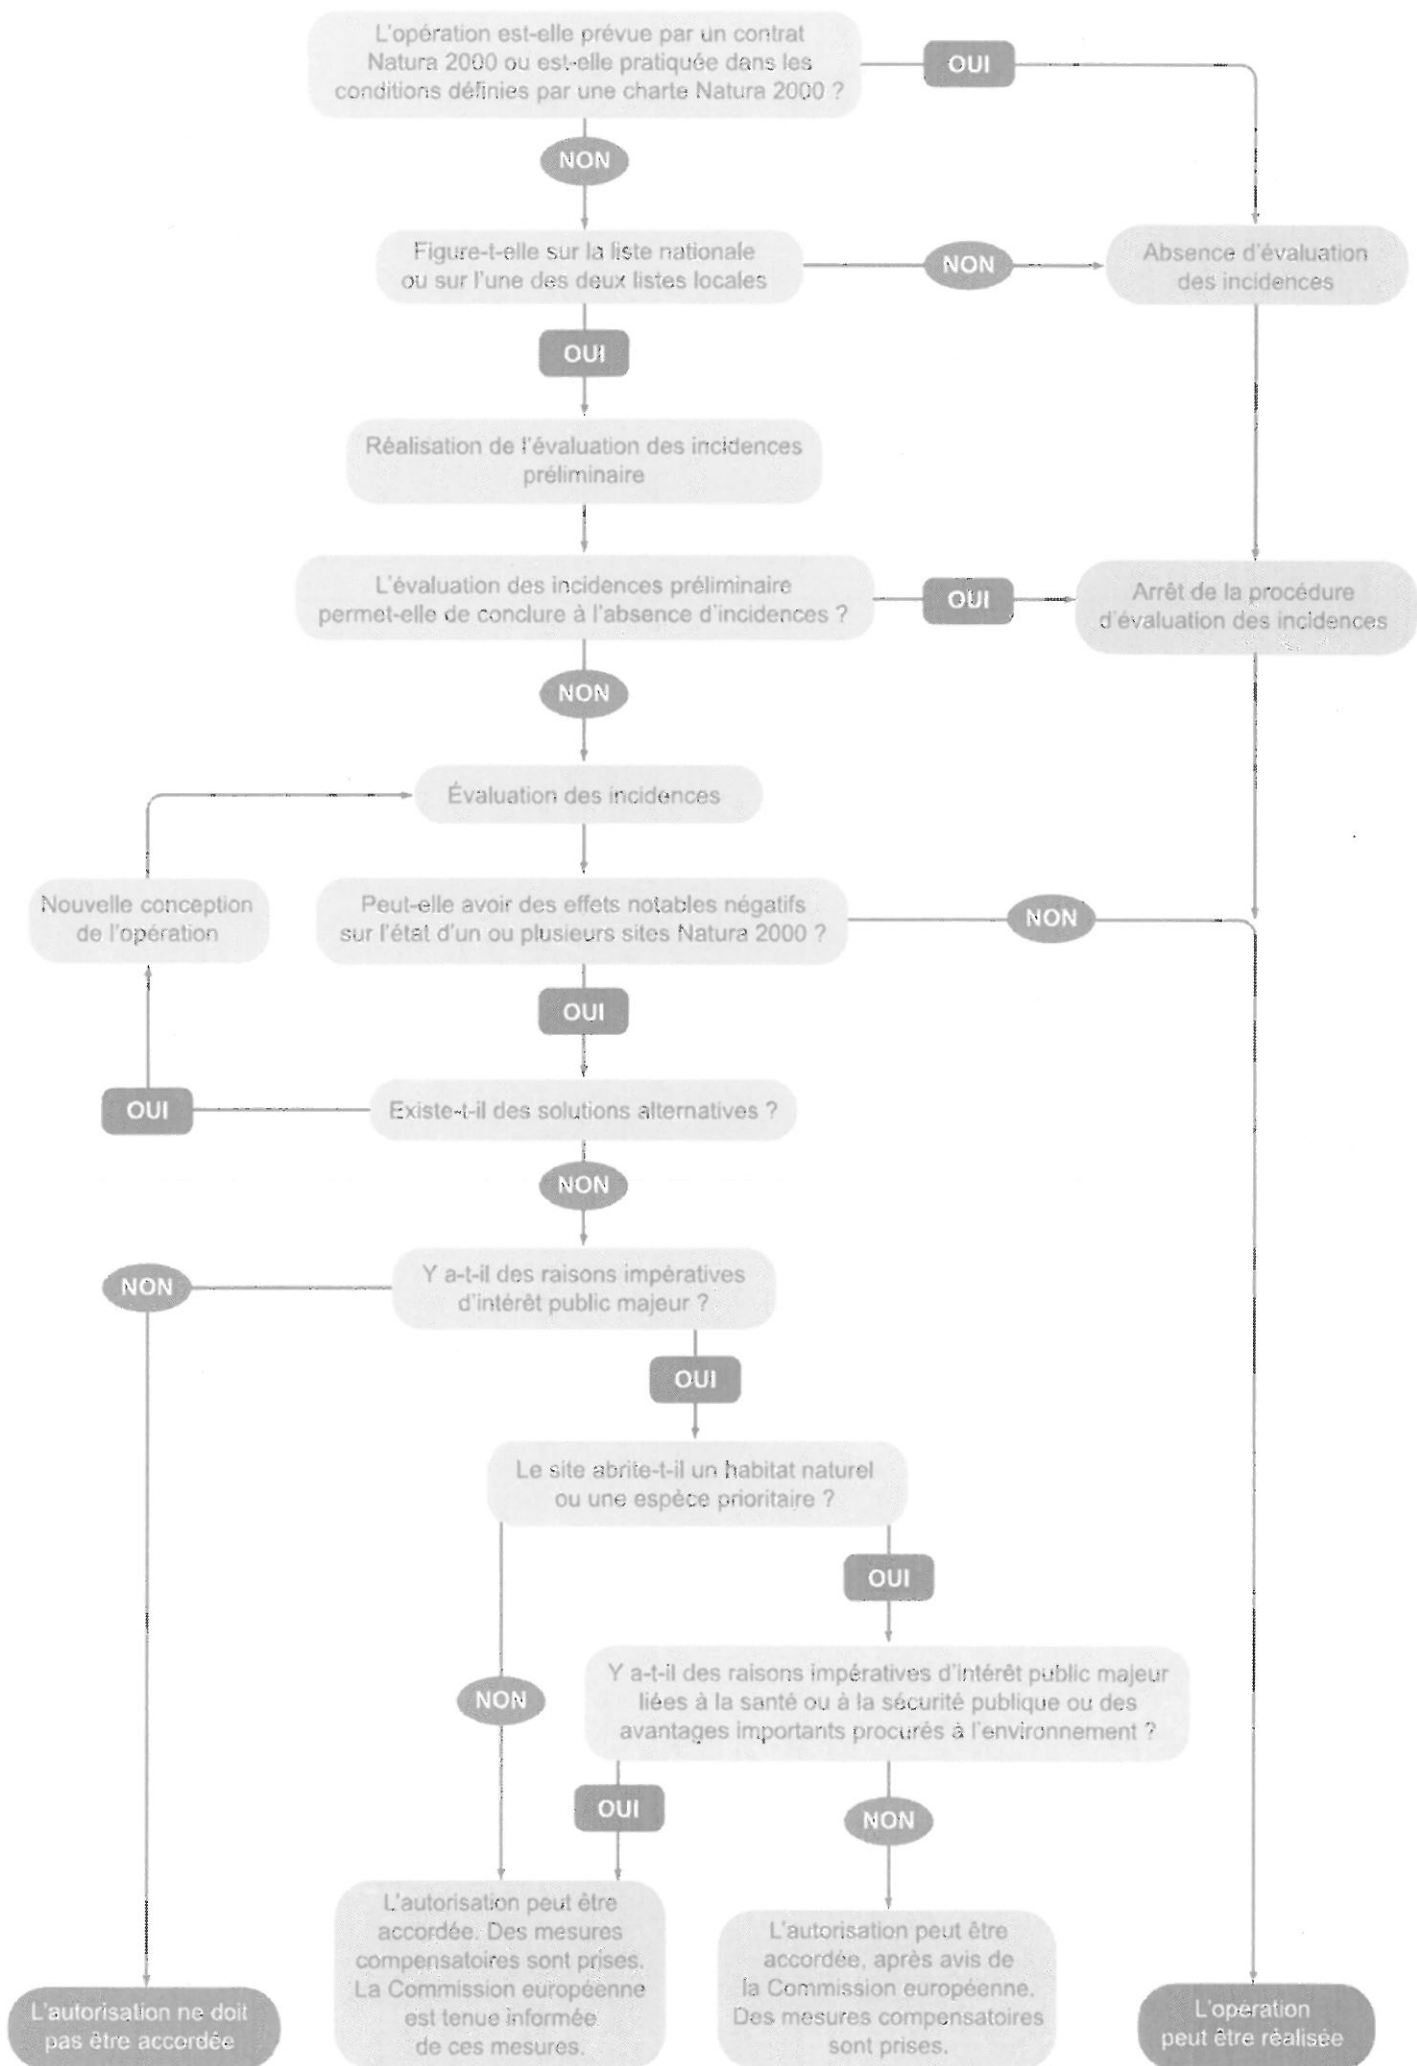 L'opération est-elle prévue par un contrat
Natura 2000 ou est-elle pratiquée dans les
conditions définies par une charte Natura 2000 ?
OUI
NON
Figure-t-elle sur la liste nationale
ou sur l'une des deux listes locales
NON
Absence d'évaluation
des incidences
OUI
Réalisation de l'évaluation des incidences
préliminaire
L'évaluation des incidences préliminaire
permet-elle de conclure à l'absence d'incidences ?
OUI
Arrêt de la procédure
d'évaluation des incidences
NON
Évaluation des incidences
Nouvelle conception
de l'opération
Peut-elle avoir des effets notables négatifs
sur l'état d'un ou plusieurs sites Natura 2000 ?
NON
OUI
OUI
Existe-t-il des solutions alternatives ?
NON
NON
Y a-t-il des raisons impératives
d'intérêt public majeur ?
OUI
Le site abrite-t-il un habitat naturel
ou une espèce prioritaire ?
OUI
NON
Y a-t-il des raisons impératives d'intérêt public majeur
liées à la santé ou à la sécurité publique ou des
avantages importants procurés à l'environnement ?
OUI
NON
L'autorisation ne doit
pas être accordée
L'autorisation peut être
accordée. Des mesures
compensatoires sont prises.
La Commission européenne
est tenue informée
de ces mesures.
L'autorisation peut être
accordée, après avis de
la Commission européenne.
Des mesures compensatoires
sont prises.
L'opération
peut être réalisée